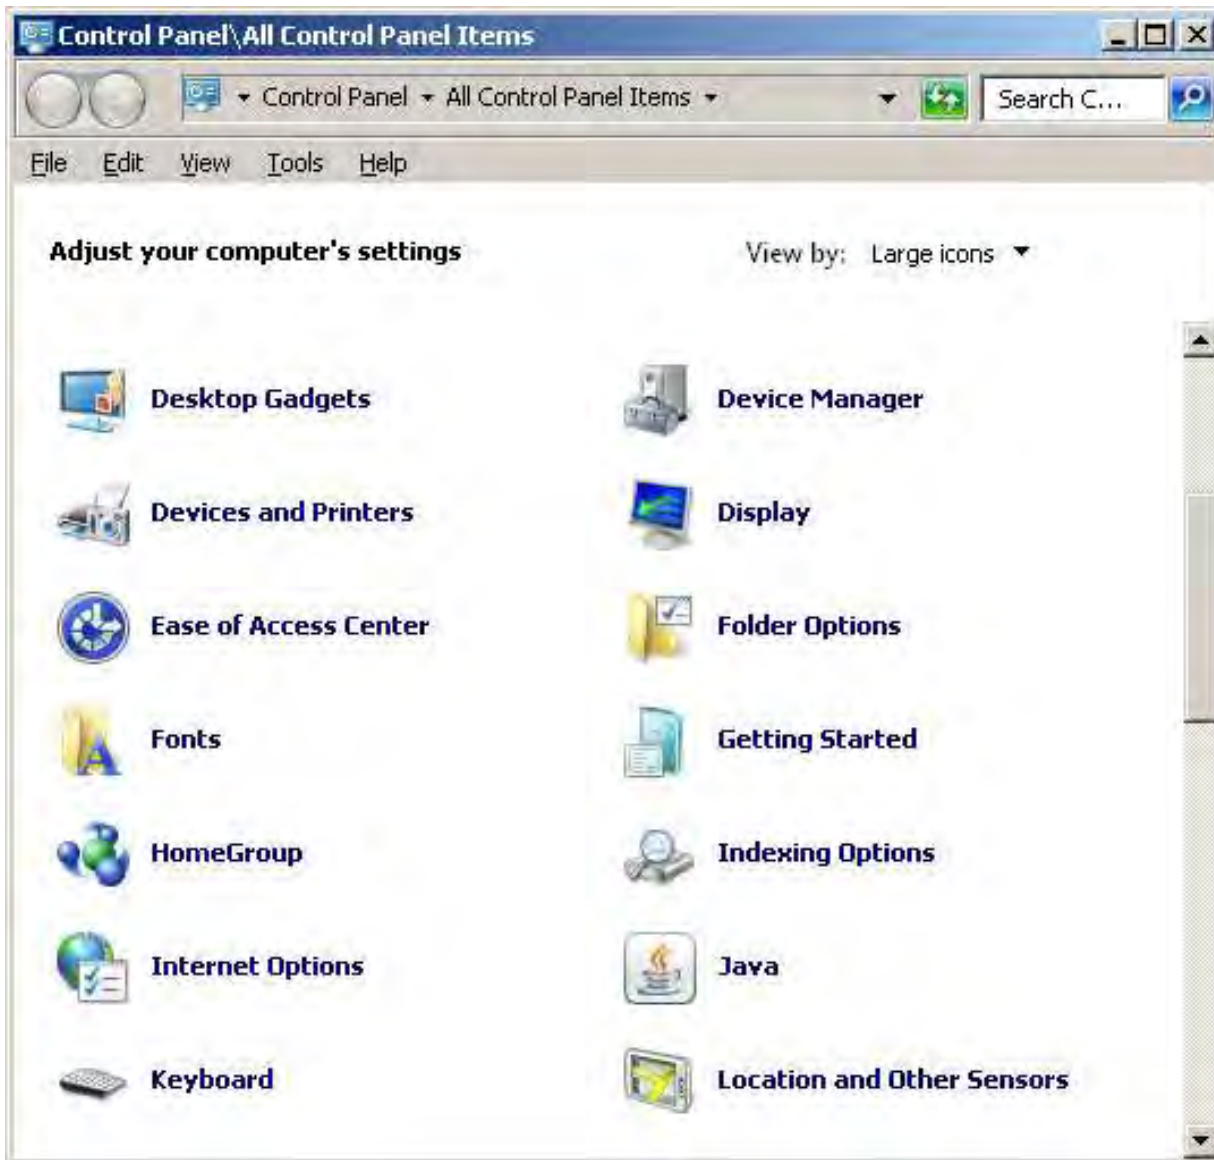 Control Panel\All Control Panel Items
Control Panel All Control Panel Items Search C...
File Edit View Tools Help
Adjust your computer's settings View by: Large icons
Desktop Gadgets Device Manager
Devices and Printers Display
Ease of Access Center Folder Options
Fonts Getting Started
HomeGroup Indexing Options
Internet Options Java
Keyboard Location and Other Sensors